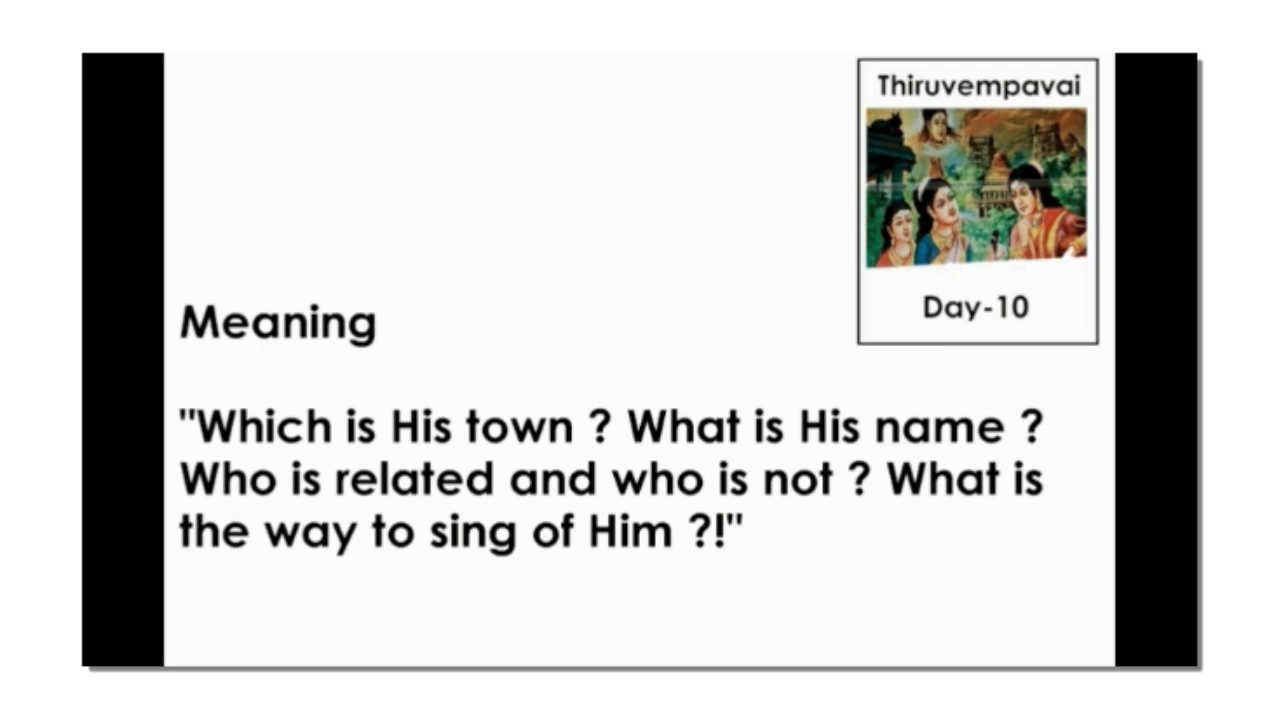 Thiruvempavai
Day-10
Meaning
"Which is His town ? What is His name ?
Who is related and who is not ? What is
the way to sing of Him ?!"